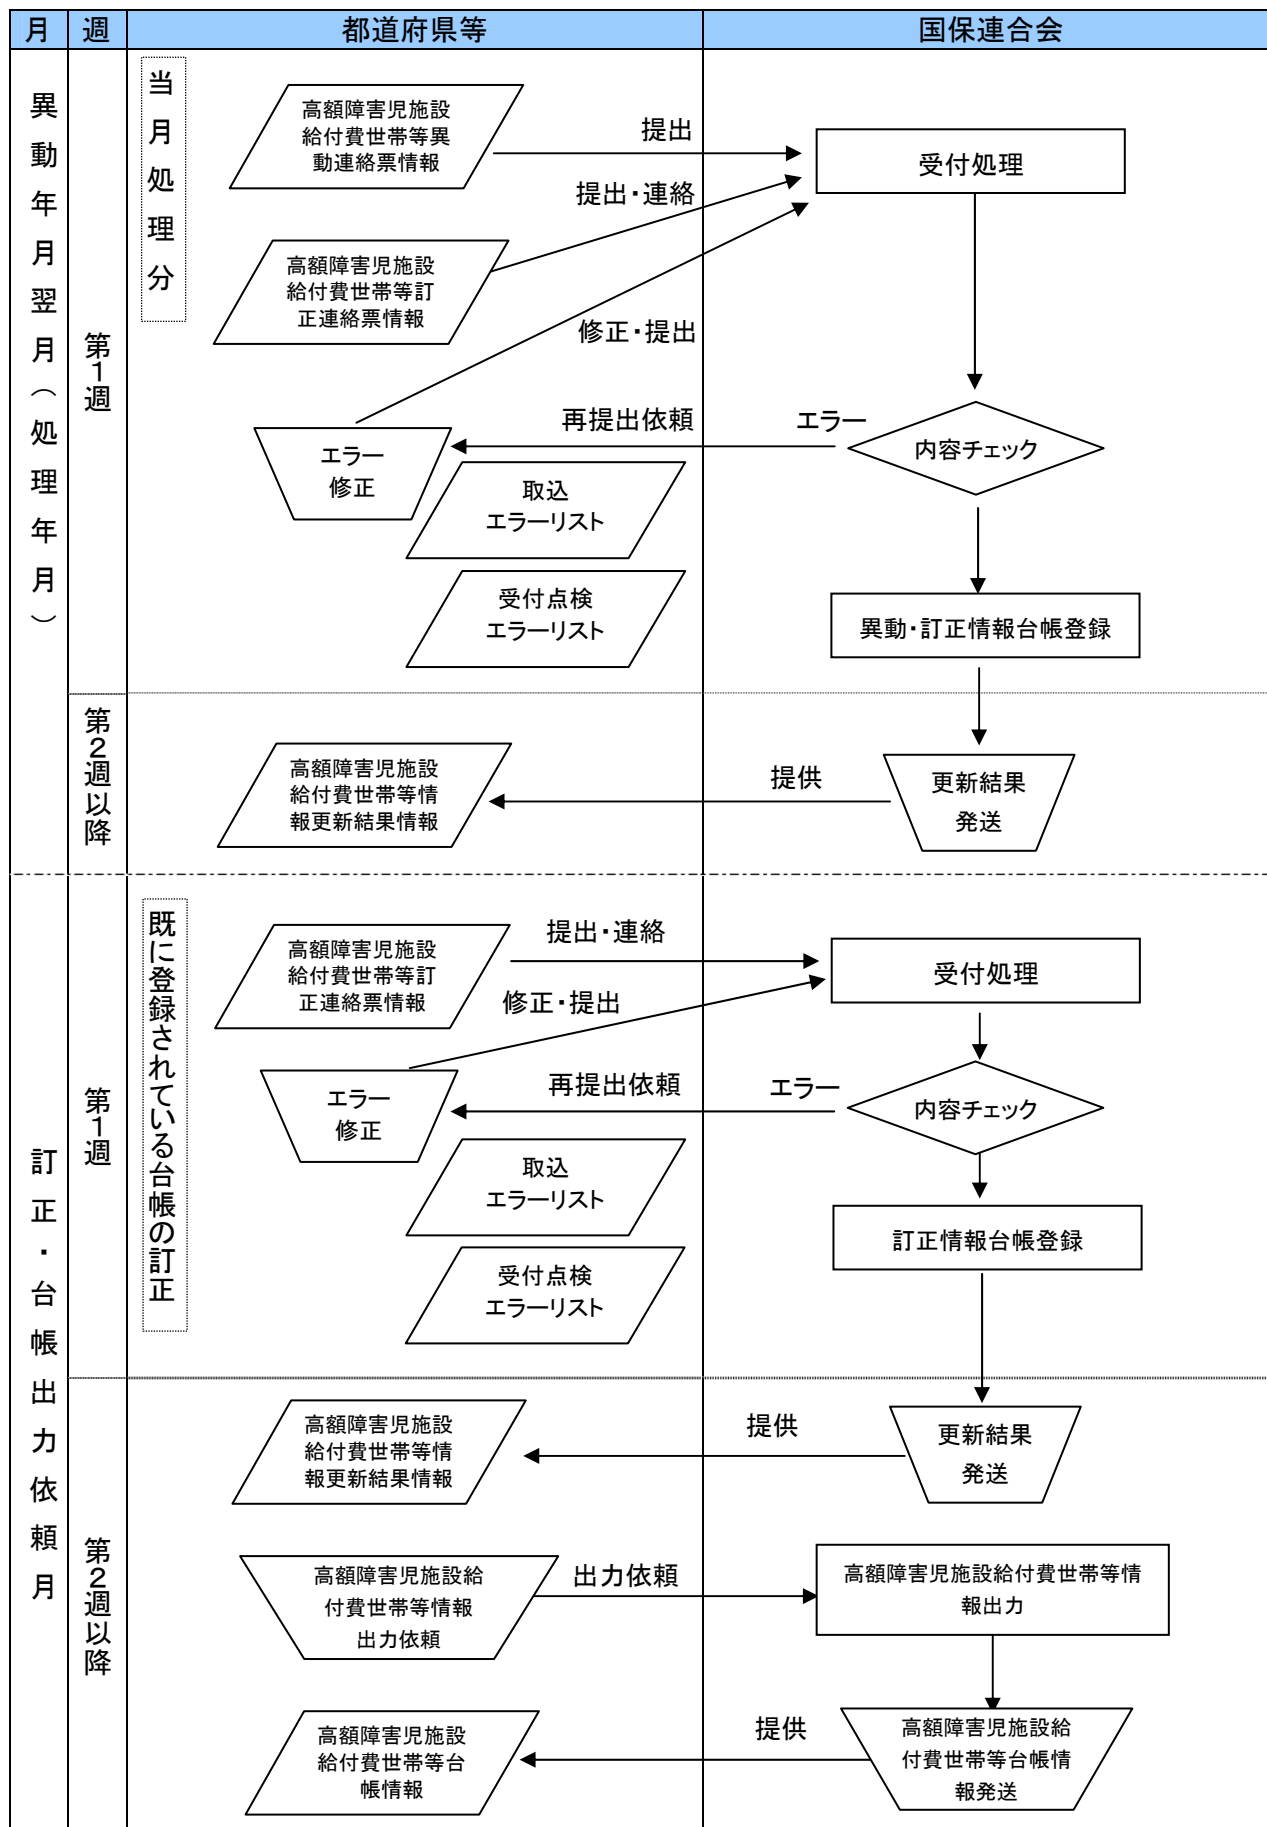 月
週
都道府県等
国保連合会
異動年月翌月（処理年月）
第1週
当月処理分
高額障害児施設
給付費世帯等異
動連絡票情報
提出
受付処理
提出・連絡
高額障害児施設
給付費世帯等訂
正連絡票情報
修正・提出
再提出依頼
エラー
内容チェック
エラー
修正
取込
エラーリスト
受付点検
エラーリスト
異動・訂正情報台帳登録
第2週以降
高額障害児施設
給付費世帯等情
報更新結果情報
提供
更新結果
発送
訂正・台帳出力依頼月
第1週
既に登録されている台帳の訂正
高額障害児施設
給付費世帯等訂
正連絡票情報
提出・連絡
受付処理
修正・提出
再提出依頼
エラー
内容チェック
エラー
修正
取込
エラーリスト
受付点検
エラーリスト
訂正情報台帳登録
第2週以降
高額障害児施設
給付費世帯等情
報更新結果情報
提供
更新結果
発送
高額障害児施設給
付費世帯等情報
出力依頼
出力依頼
高額障害児施設給付費世帯等情
報出力
高額障害児施設
給付費世帯等台
帳情報
提供
高額障害児施設給
付費世帯等台帳情
報発送